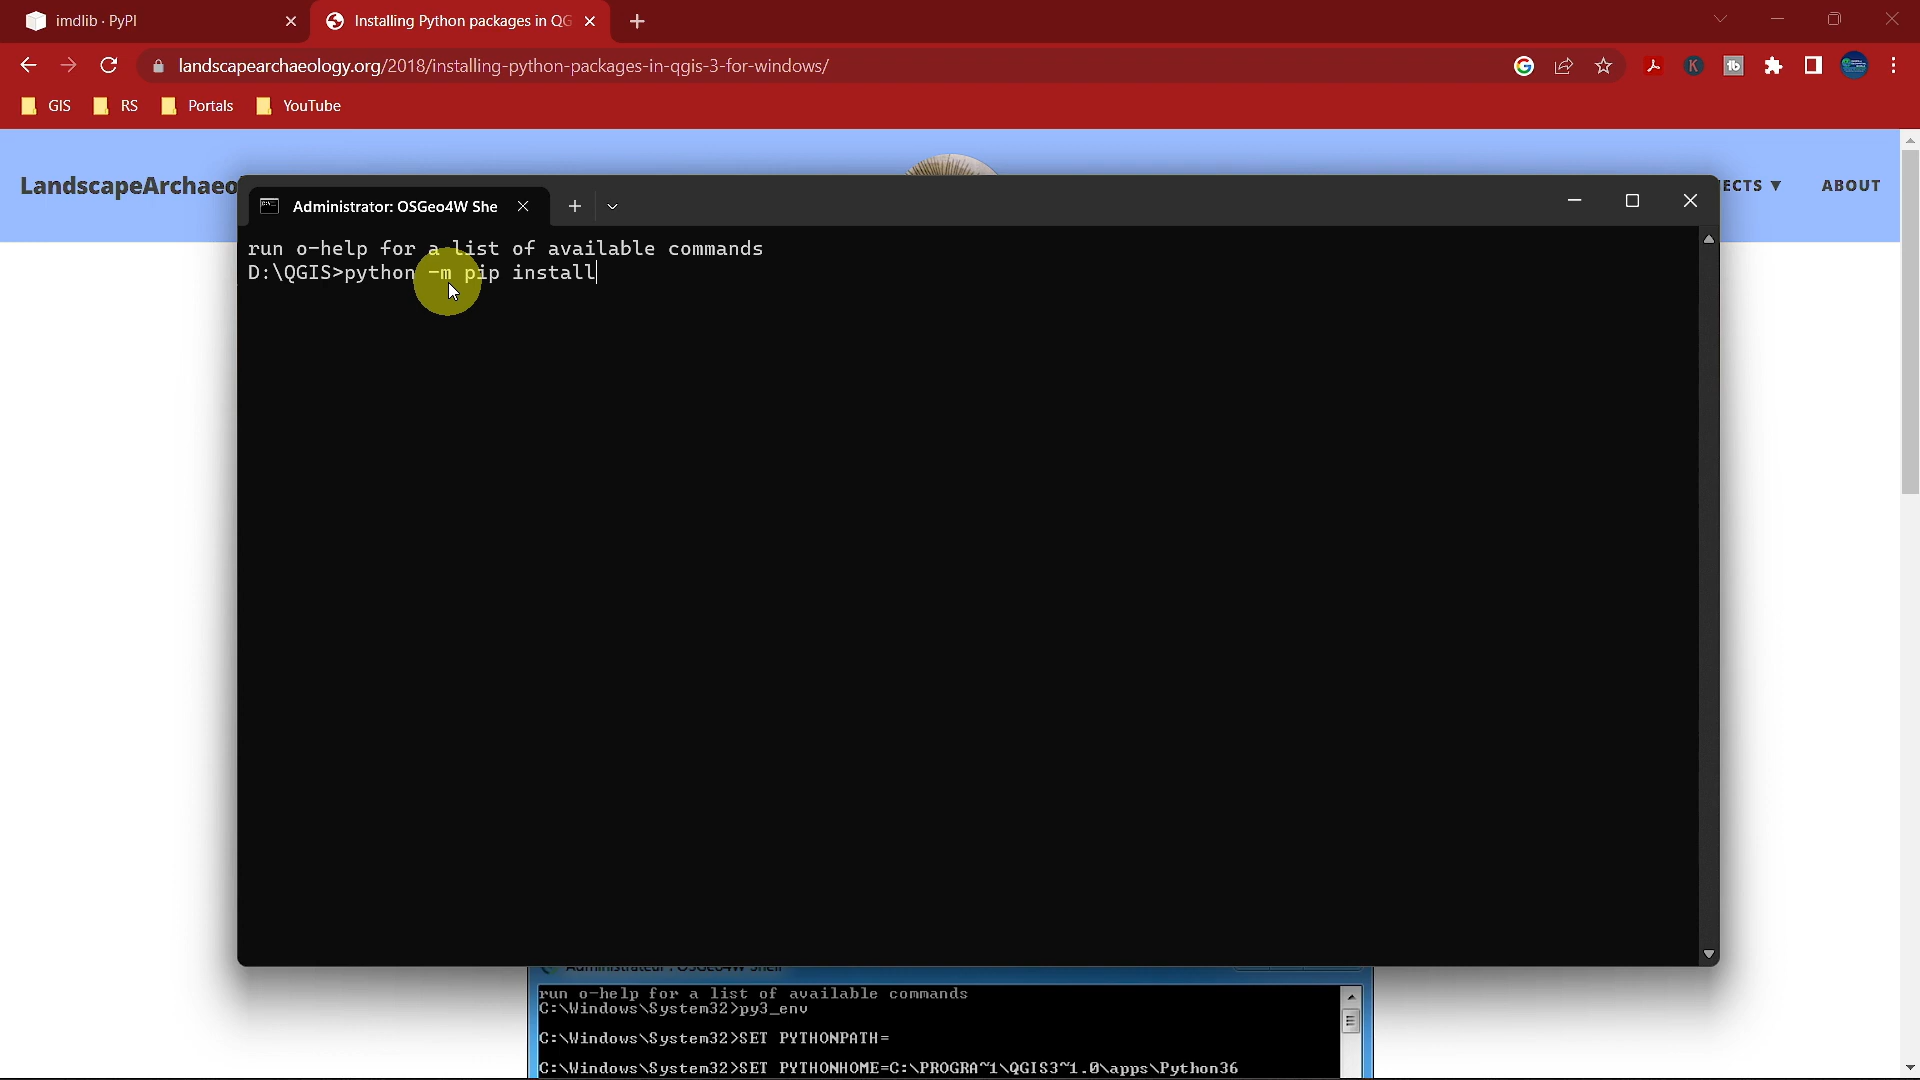 imdlib · PyPI
Installing Python packages in QG
landscapearchaeology.org/2018/installing-python-packages-in-qgis-3-for-windows/
GIS
RS
Portals
YouTube
LandscapeArchaeo
ECTS ▼
ABOUT
Administrator: OSGeo4W She
run o-help for a list of available commands
D:\QGIS>python -m pip install
run o-help for a list of available commands
C:\Windows\System32>py3_env
C:\Windows\System32>SET PYTHONPATH=
C:\Windows\System32>SET PYTHONHOME=C:\PROGRA~1\QGIS3~1.0\apps\Python36